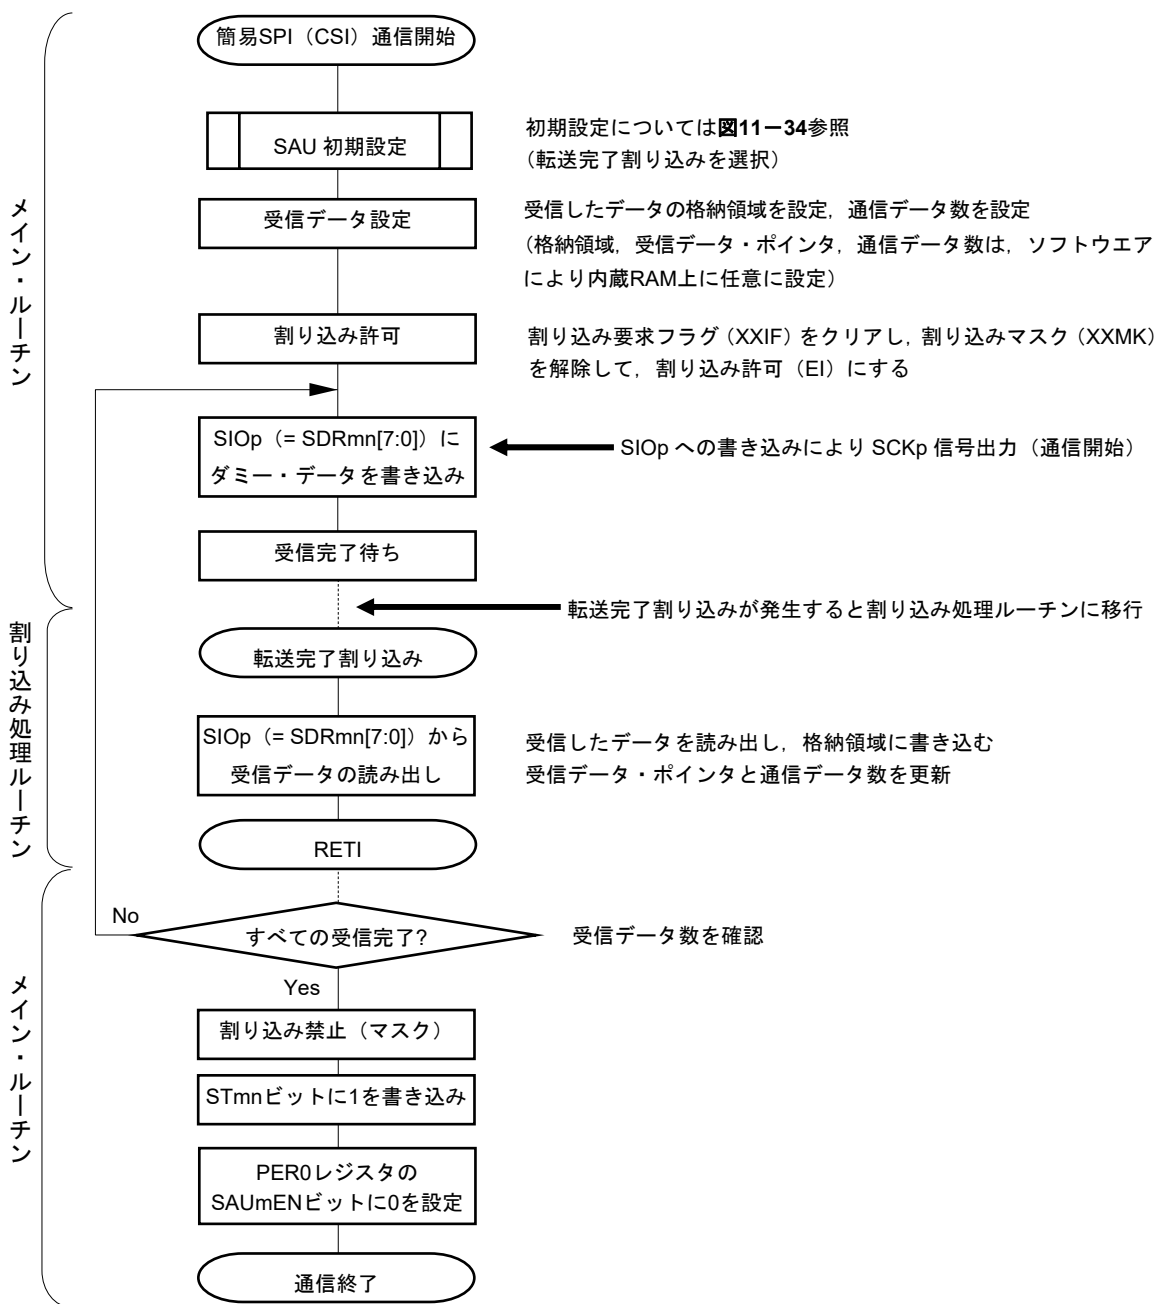 簡易SPI（CSI）通信開始
SAU 初期設定
初期設定については図11－34参照
（転送完了割り込みを選択）
受信データ設定
受信したデータの格納領域を設定，通信データ数を設定
（格納領域，受信データ・ポインタ，通信データ数は，ソフトウエア
により内蔵RAM上に任意に設定）
メイン・ルーチン
割り込み許可
割り込み要求フラグ（XXIF）をクリアし，割り込みマスク（XXMK）
を解除して，割り込み許可（EI）にする
SIOp（= SDRmn[7:0]）に
ダミー・データを書き込み
SIOp への書き込みにより SCKp 信号出力（通信開始）
受信完了待ち
転送完了割り込みが発生すると割り込み処理ルーチンに移行
割り込み処理ルーチン
転送完了割り込み
SIOp（= SDRmn[7:0]）から
受信データの読み出し
受信したデータを読み出し，格納領域に書き込む
受信データ・ポインタと通信データ数を更新
RETI
No
すべての受信完了?
受信データ数を確認
Yes
メイン・ルーチン
割り込み禁止（マスク）
STmnビットに1を書き込み
PER0レジスタの
SAUmENビットに0を設定
通信終了